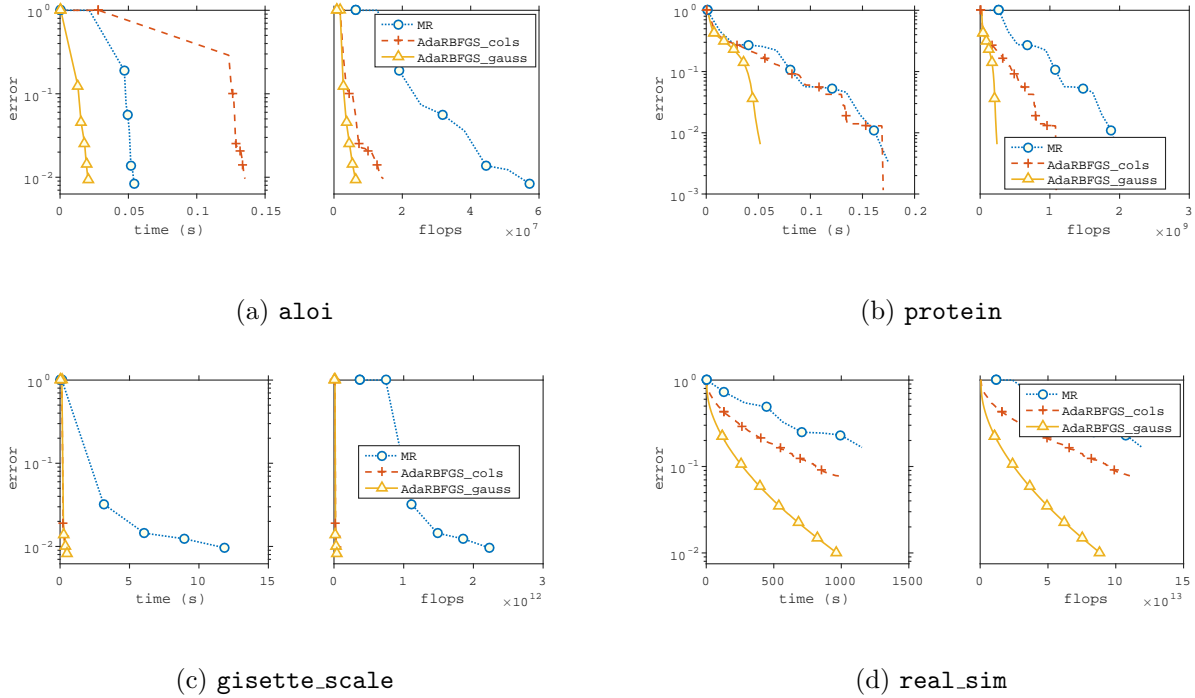 10^0
10^-1
10^-2
error
0 0.05 0.1 0.15
time (s)
MR
AdaRBFGS_cols
AdaRBFGS_gauss
0 2 4 6
flops ×10^7
(a) aloi
10^0
10^-1
10^-2
10^-3
error
0 0.05 0.1 0.15 0.2
time (s)
MR
AdaRBFGS_cols
AdaRBFGS_gauss
0 1 2 3
flops ×10^9
(b) protein
10^0
10^-1
10^-2
error
0 5 10 15
time (s)
MR
AdaRBFGS_cols
AdaRBFGS_gauss
0 1 2 3
flops ×10^12
(c) gisette_scale
10^0
10^-1
10^-2
error
0 500 1000 1500
time (s)
MR
AdaRBFGS_cols
AdaRBFGS_gauss
0 5 10 15
flops ×10^13
(d) real_sim